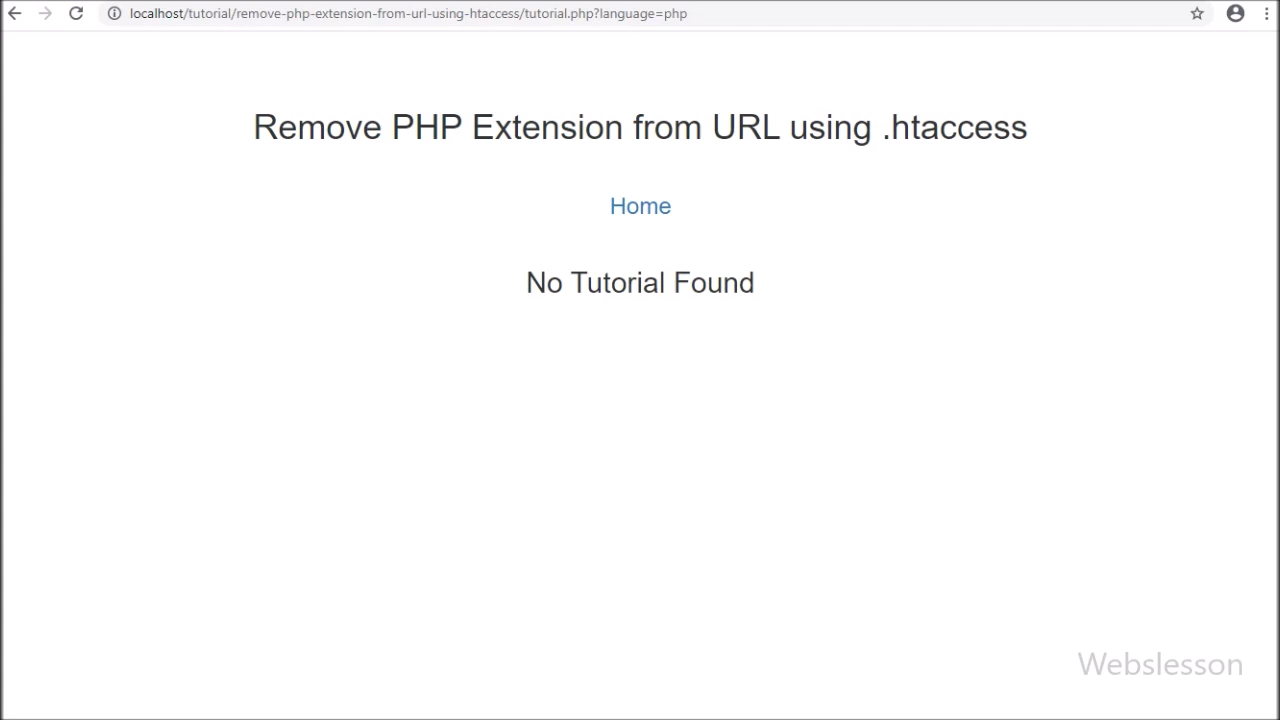 localhost/tutorial/remove-php-extension-from-url-using-htaccess/tutorial.php?language=php
Remove PHP Extension from URL using .htaccess
Home
No Tutorial Found
Webslesson